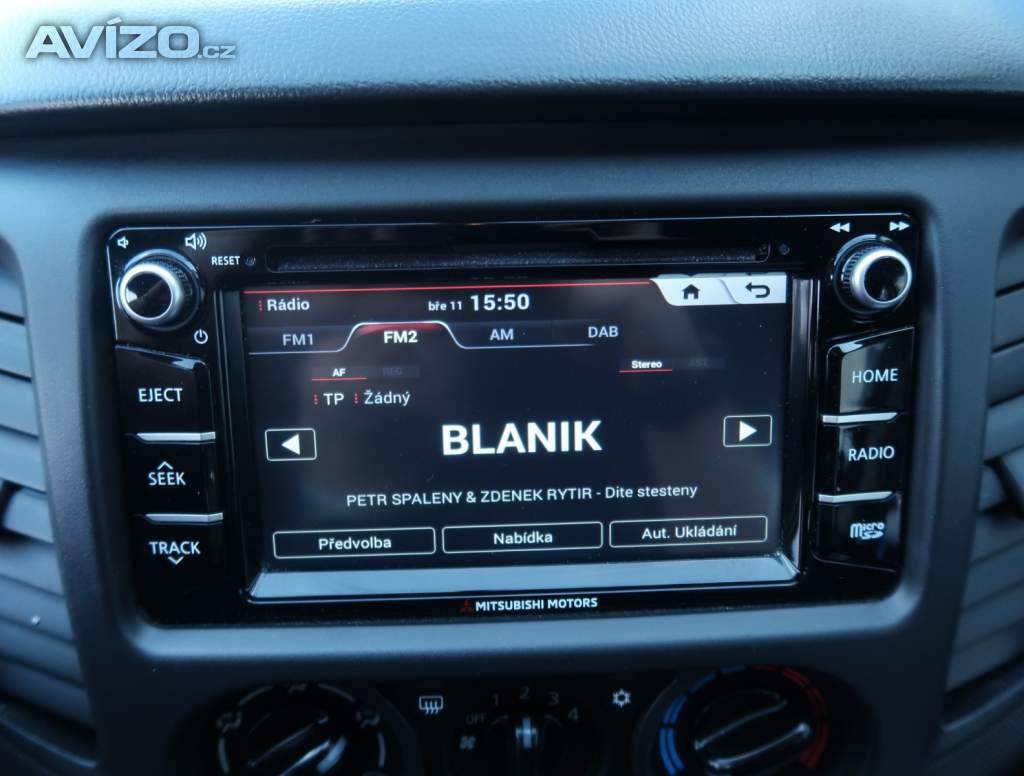 AVÍZO.cz
RESET
Rádio
bře 11 15:50
FM1
FM2
AM
DAB
AF
REG
Stereo
AST
TP
Žádný
EJECT
SEEK
TRACK
BLANIK
PETR SPALENY & ZDENEK RYTIR - Dite stesteny
Předvolba
Nabídka
Aut. Ukládání
HOME
RADIO
micro SD
MITSUBISHI MOTORS
OFF 1 2 3 4